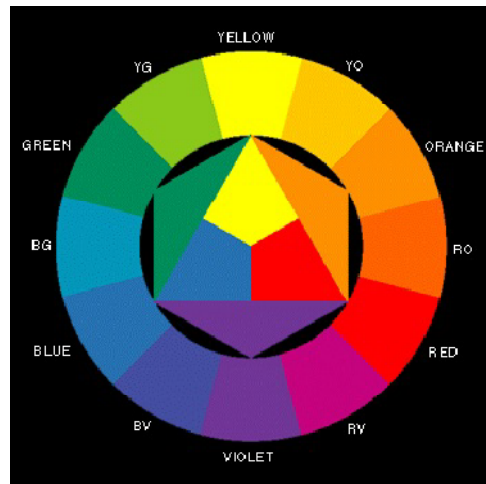 YELLOW
YG
YO
GREEN
ORANGE
BG
RO
BLUE
RED
BV
RV
VIOLET